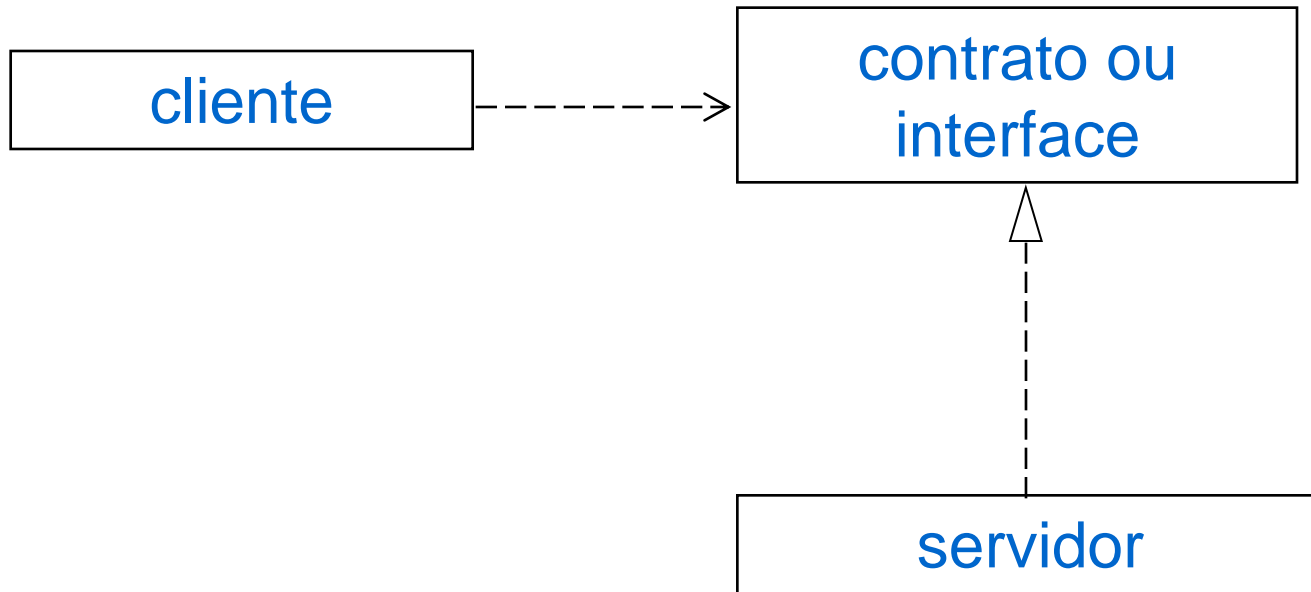 cliente
contrato ou
interface
servidor